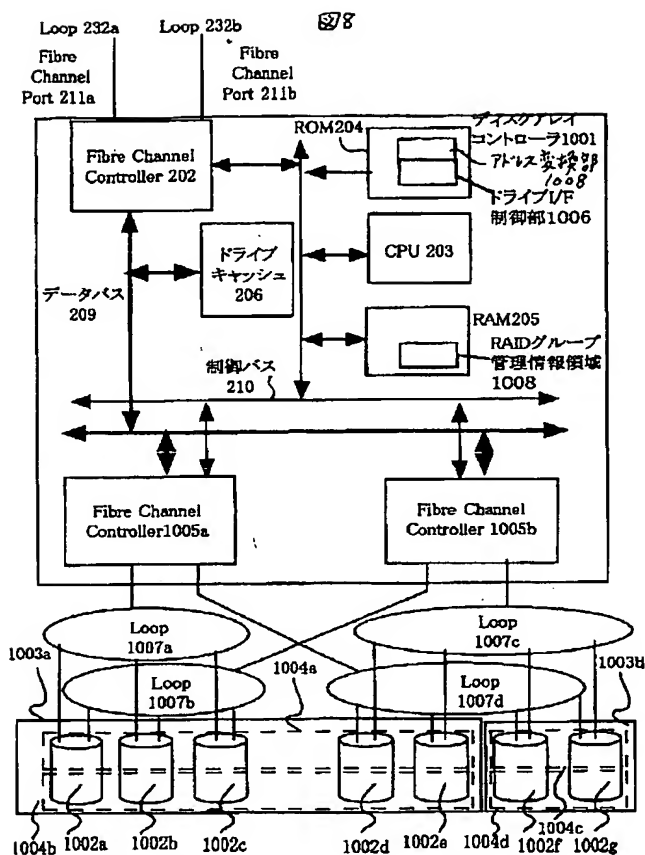 Loop 232a
Loop 232b
図8
Fibre
Channel
Port 211a
Fibre
Channel
Port 211b
Fibre Channel
Controller 202
ROM204
ディスクアレイ
コントローラ1001
アドレス変換部
1008
ドライブI/F
制御部1006
ドライブ
キャッシュ
206
CPU 203
データバス
209
RAM205
RAIDグループ
管理情報領域
1008
制御バス
210
Fibre Channel
Controller1005a
Fibre Channel
Controller 1005b
Loop
1007a
Loop
1007c
1003a
1004a
1003b
Loop
1007b
Loop
1007d
1004b
1002a
1002b
1002c
1002d
1002e
1004d
1002f
1004c
1002g